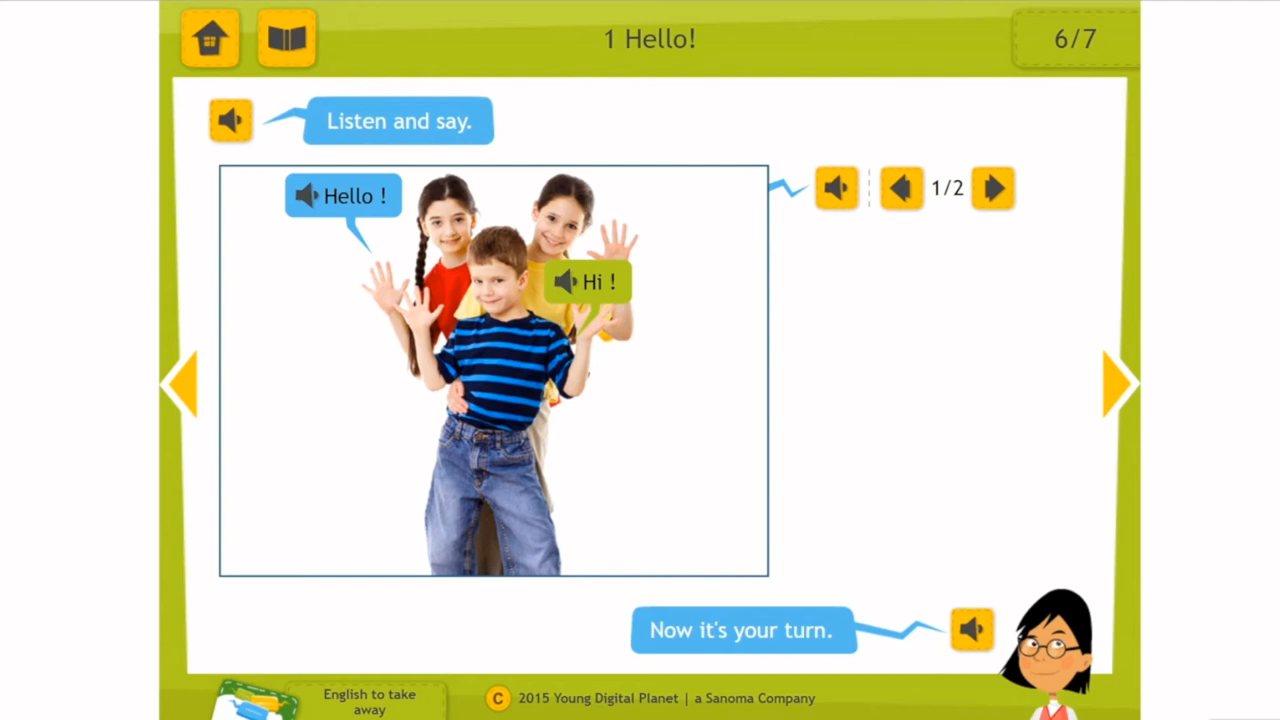 1 Hello!
6/7
Listen and say.
Hello !
1/2
Hi !
Now it's your turn.
English to take
away
C 2015 Young Digital Planet | a Sanoma Company